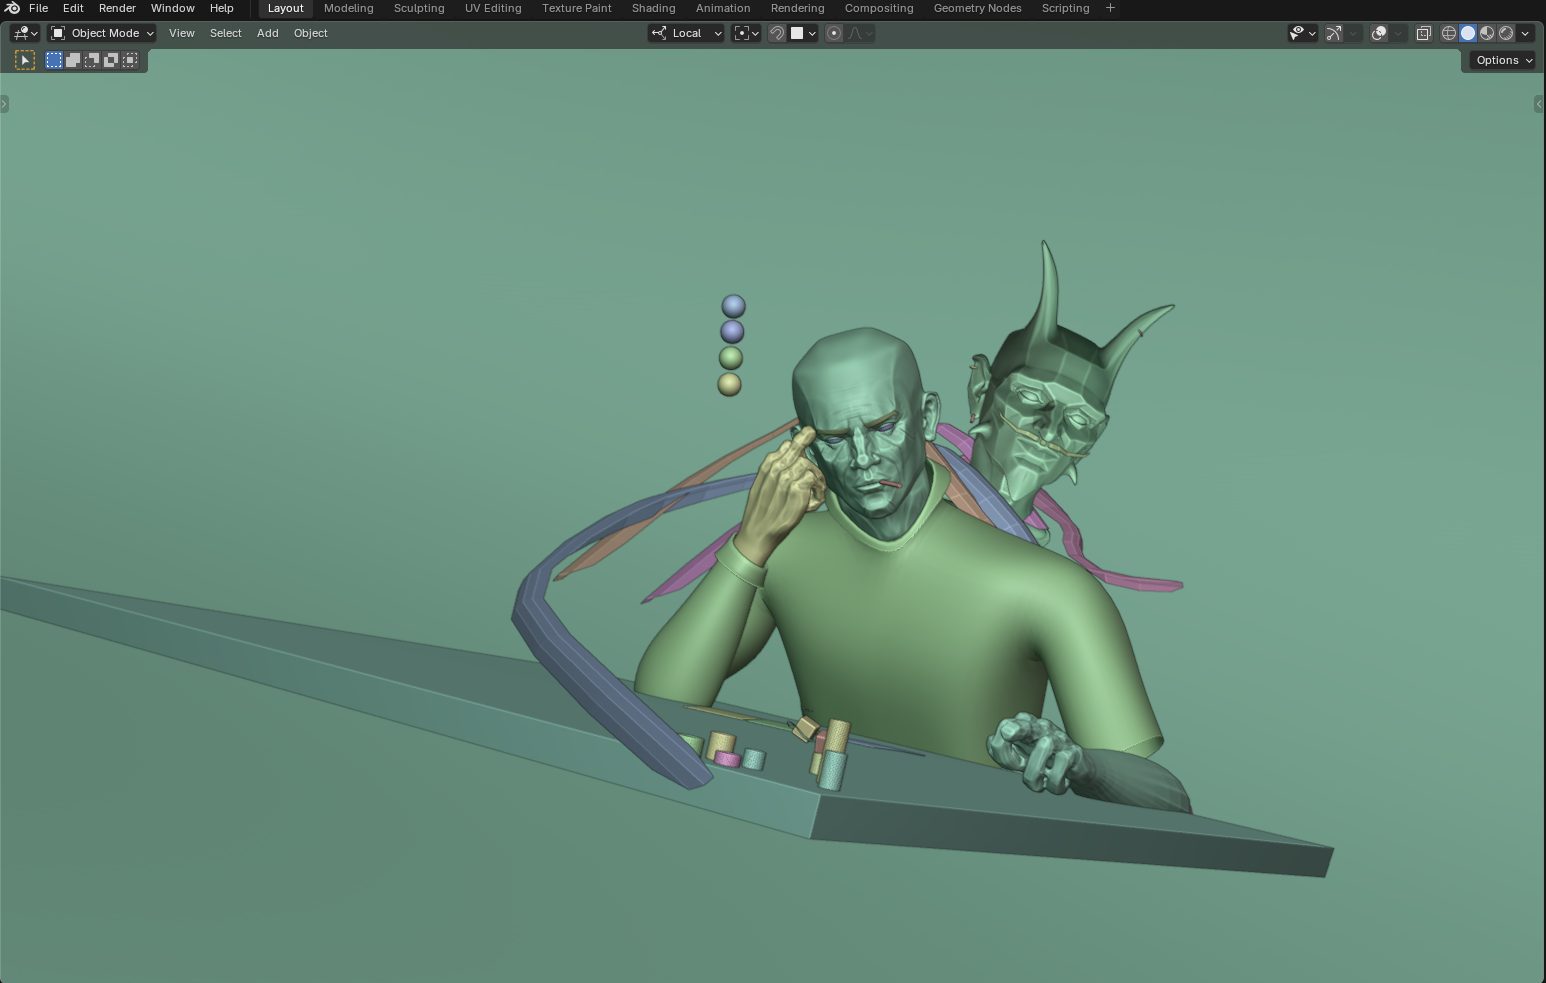 File Edit Render Window Help Layout Modeling Sculpting UV Editing Texture Paint Shading Animation Rendering Compositing Geometry Nodes Scripting +
Object Mode View Select Add Object Local
Options